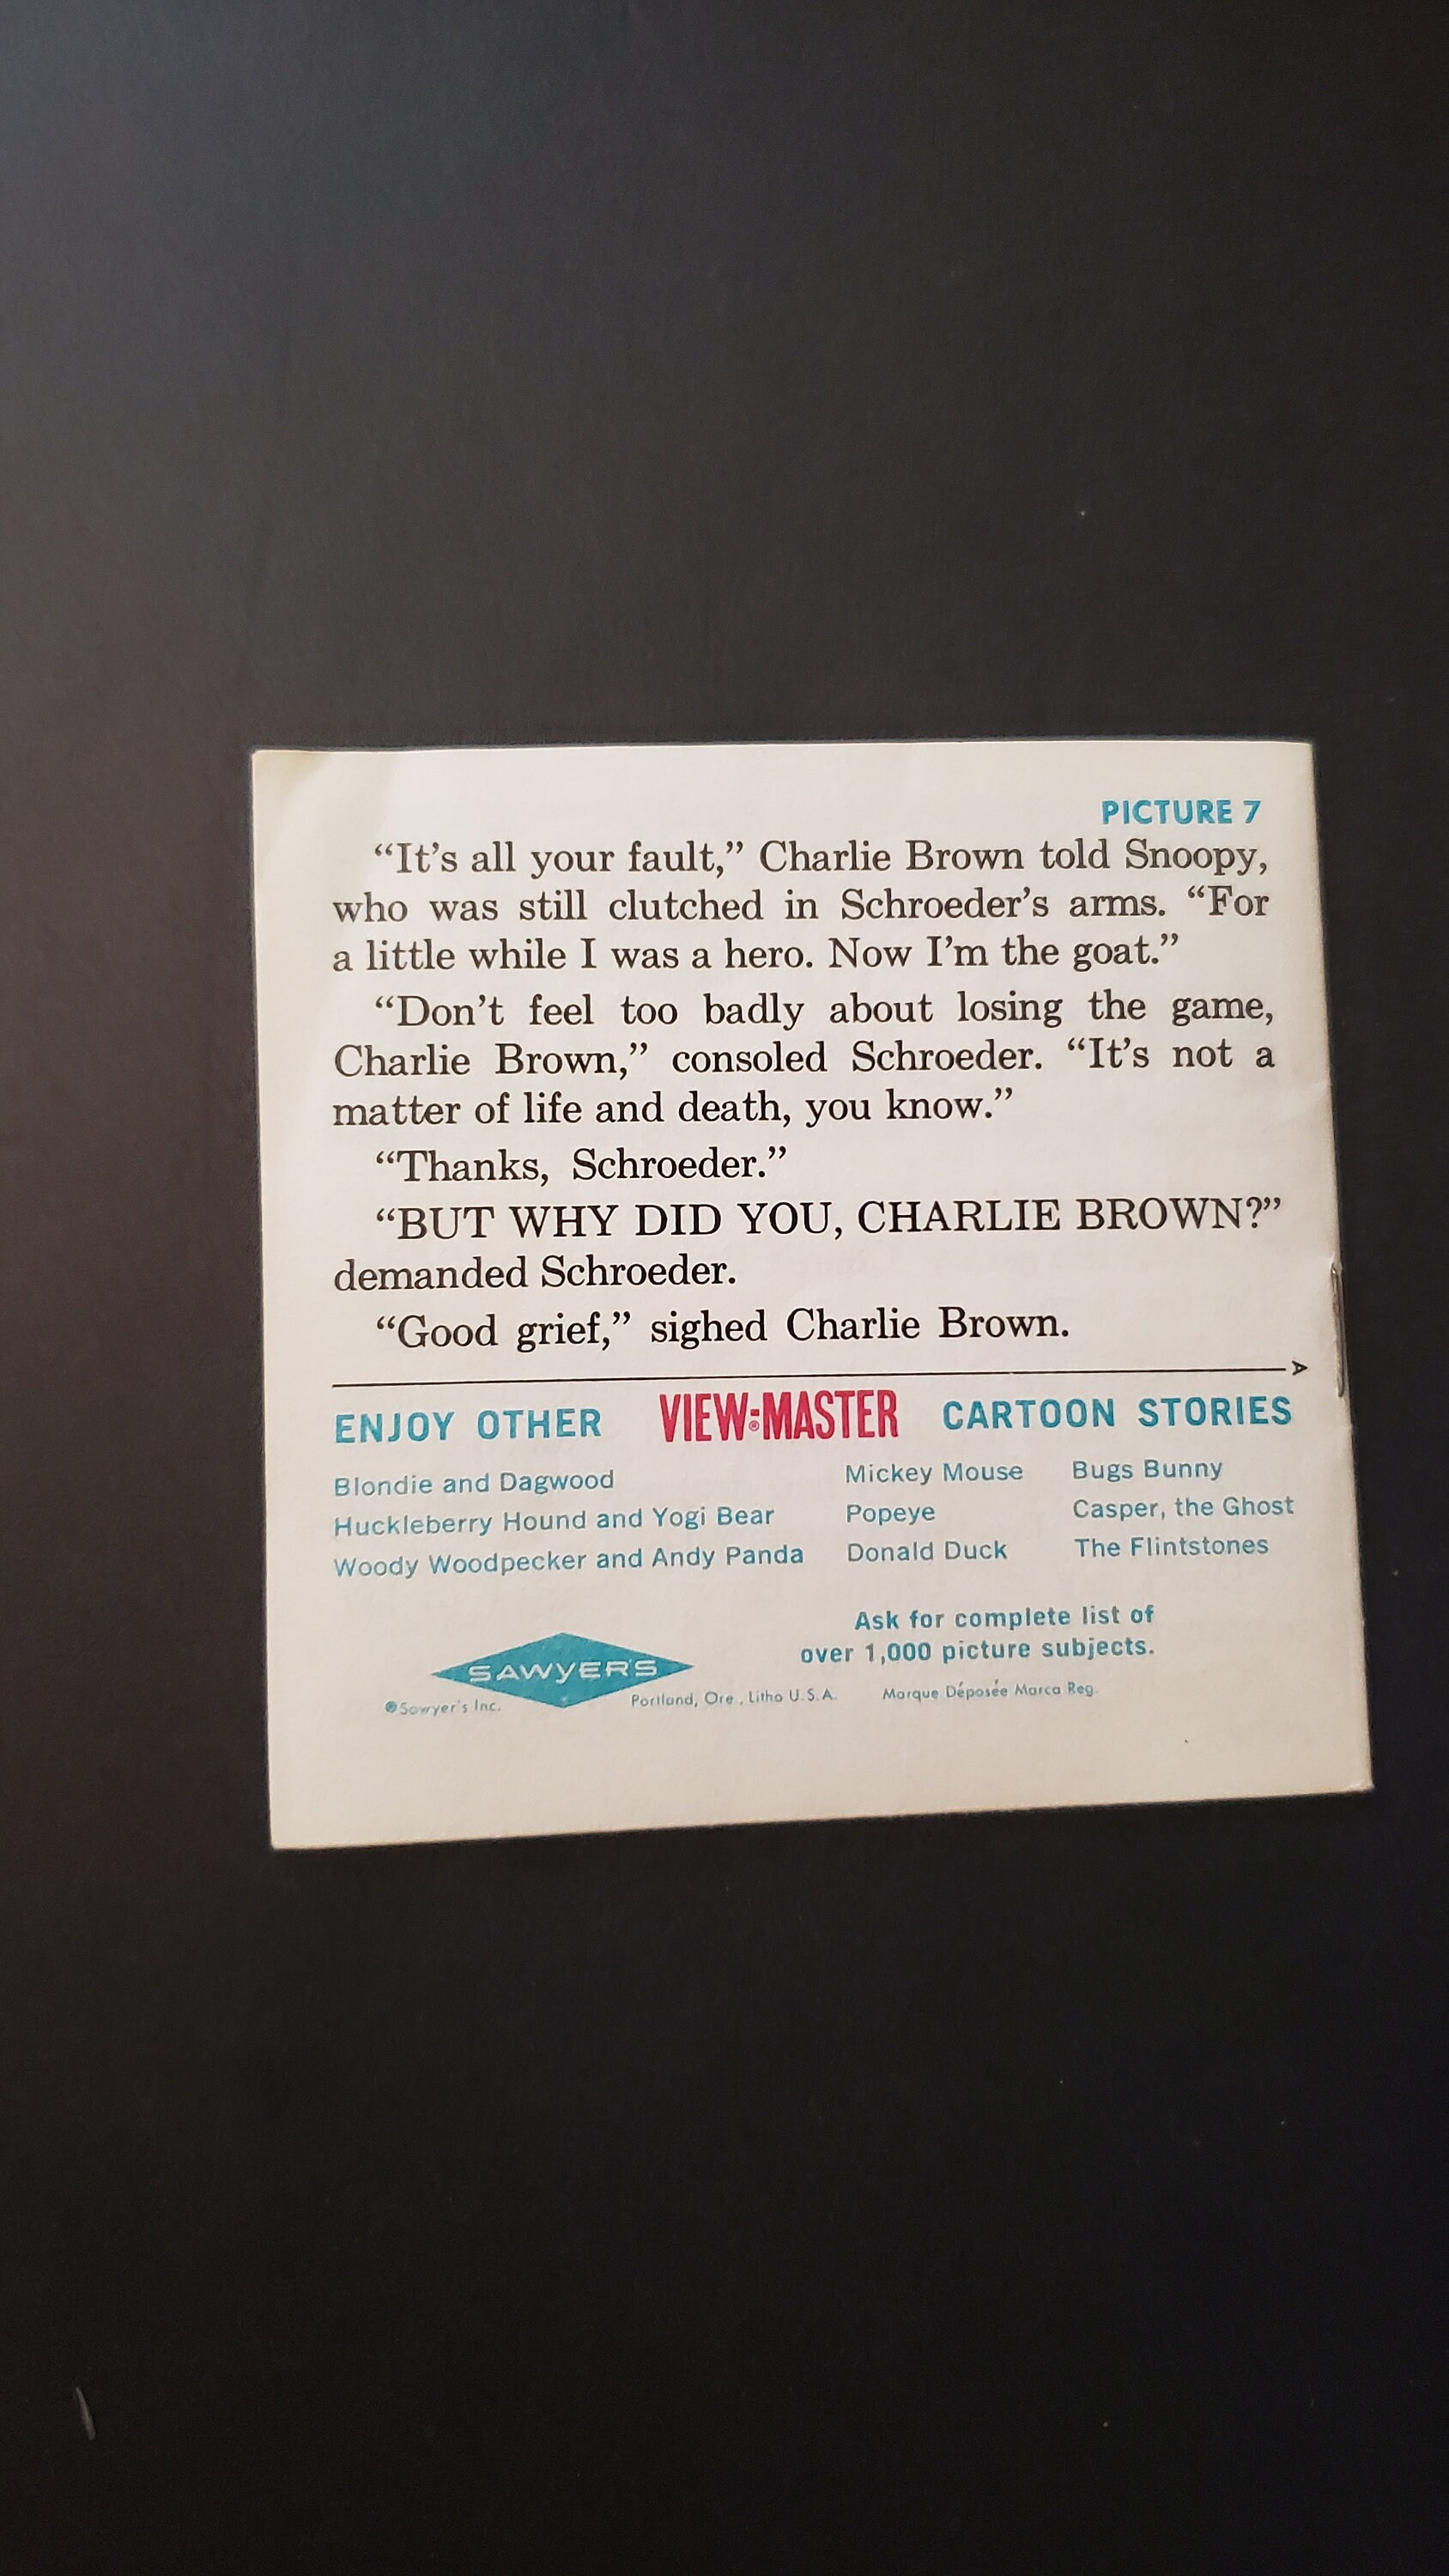 PICTURE 7
“It’s all your fault,” Charlie Brown told Snoopy,
who was still clutched in Schroeder’s arms. “For
a little while I was a hero. Now I’m the goat.”
“Don’t feel too badly about losing the game,
Charlie Brown,” consoled Schroeder. “It’s not a
matter of life and death, you know.”
“Thanks, Schroeder.”
“BUT WHY DID YOU, CHARLIE BROWN?”
demanded Schroeder.
“Good grief,” sighed Charlie Brown.
A
ENJOY OTHER VIEW-MASTER® CARTOON STORIES
Blondie and Dagwood
Huckleberry Hound and Yogi Bear
Woody Woodpecker and Andy Panda
Mickey Mouse
Popeye
Donald Duck
Bugs Bunny
Casper, the Ghost
The Flintstones
Ask for complete list of
over 1,000 picture subjects.
SAWYER'S
©Sawyer's Inc. Portland, Ore., Litho U.S.A. Marque Déposée Marca Reg.